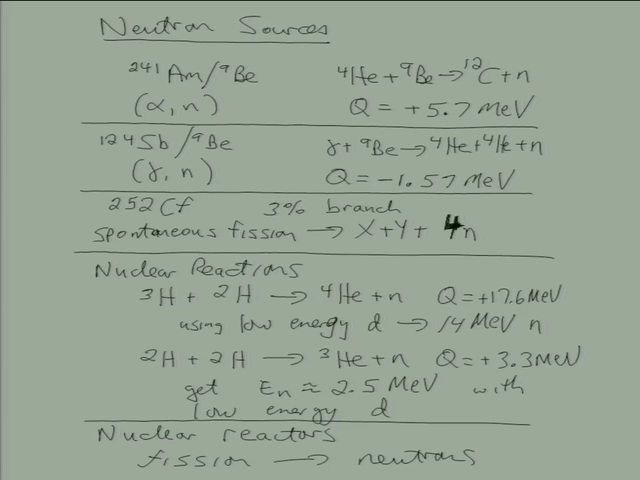 Neutron Sources
²⁴¹Am/⁹Be ⁴He + ⁹Be → ¹²C + n
(α, n) Q = +5.7 MeV
¹²⁴Sb/⁹Be γ + ⁹Be → ⁴He + ⁴He + n
(γ, n) Q = -1.57 MeV
252 Cf 3% branch
spontaneous fission → X + Y + 4n
Nuclear Reactions
3H + 2H → ⁴He + n Q = +17.6 MeV
using low energy d → 14 MeV n
2H + 2H → ³He + n Q = +3.3 MeV
get En ≈ 2.5 MeV with
low energy d
Nuclear reactors
fission → neutrons